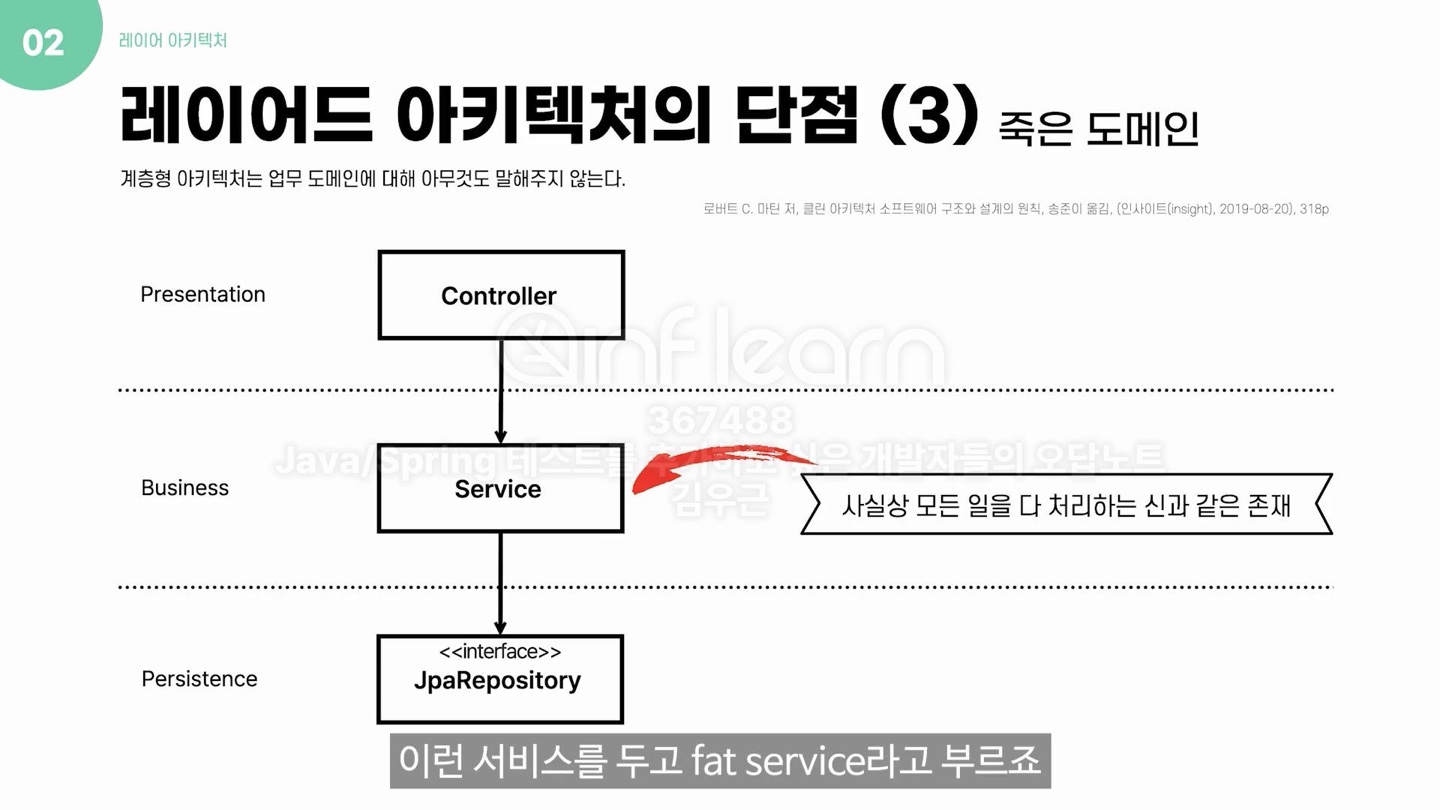 02
레이어 아키텍처
레이어드 아키텍처의 단점 (3) 죽은 도메인
계층형 아키텍처는 업무 도메인에 대해 아무것도 말해주지 않는다.
로버트 C. 마틴 저, 클린 아키텍처 소프트웨어 구조와 설계의 원칙, 송준이 옮김, (인사이트(insight), 2019-08-20), 318p
Presentation
Controller
inflearn
367488
Java/Spring 테스트를 추가하고 싶은 개발자들의 오답노트
김우근
Business
Service
사실상 모든 일을 다 처리하는 신과 같은 존재
Persistence
<<interface>>
JpaRepository
이런 서비스를 두고 fat service라고 부르죠